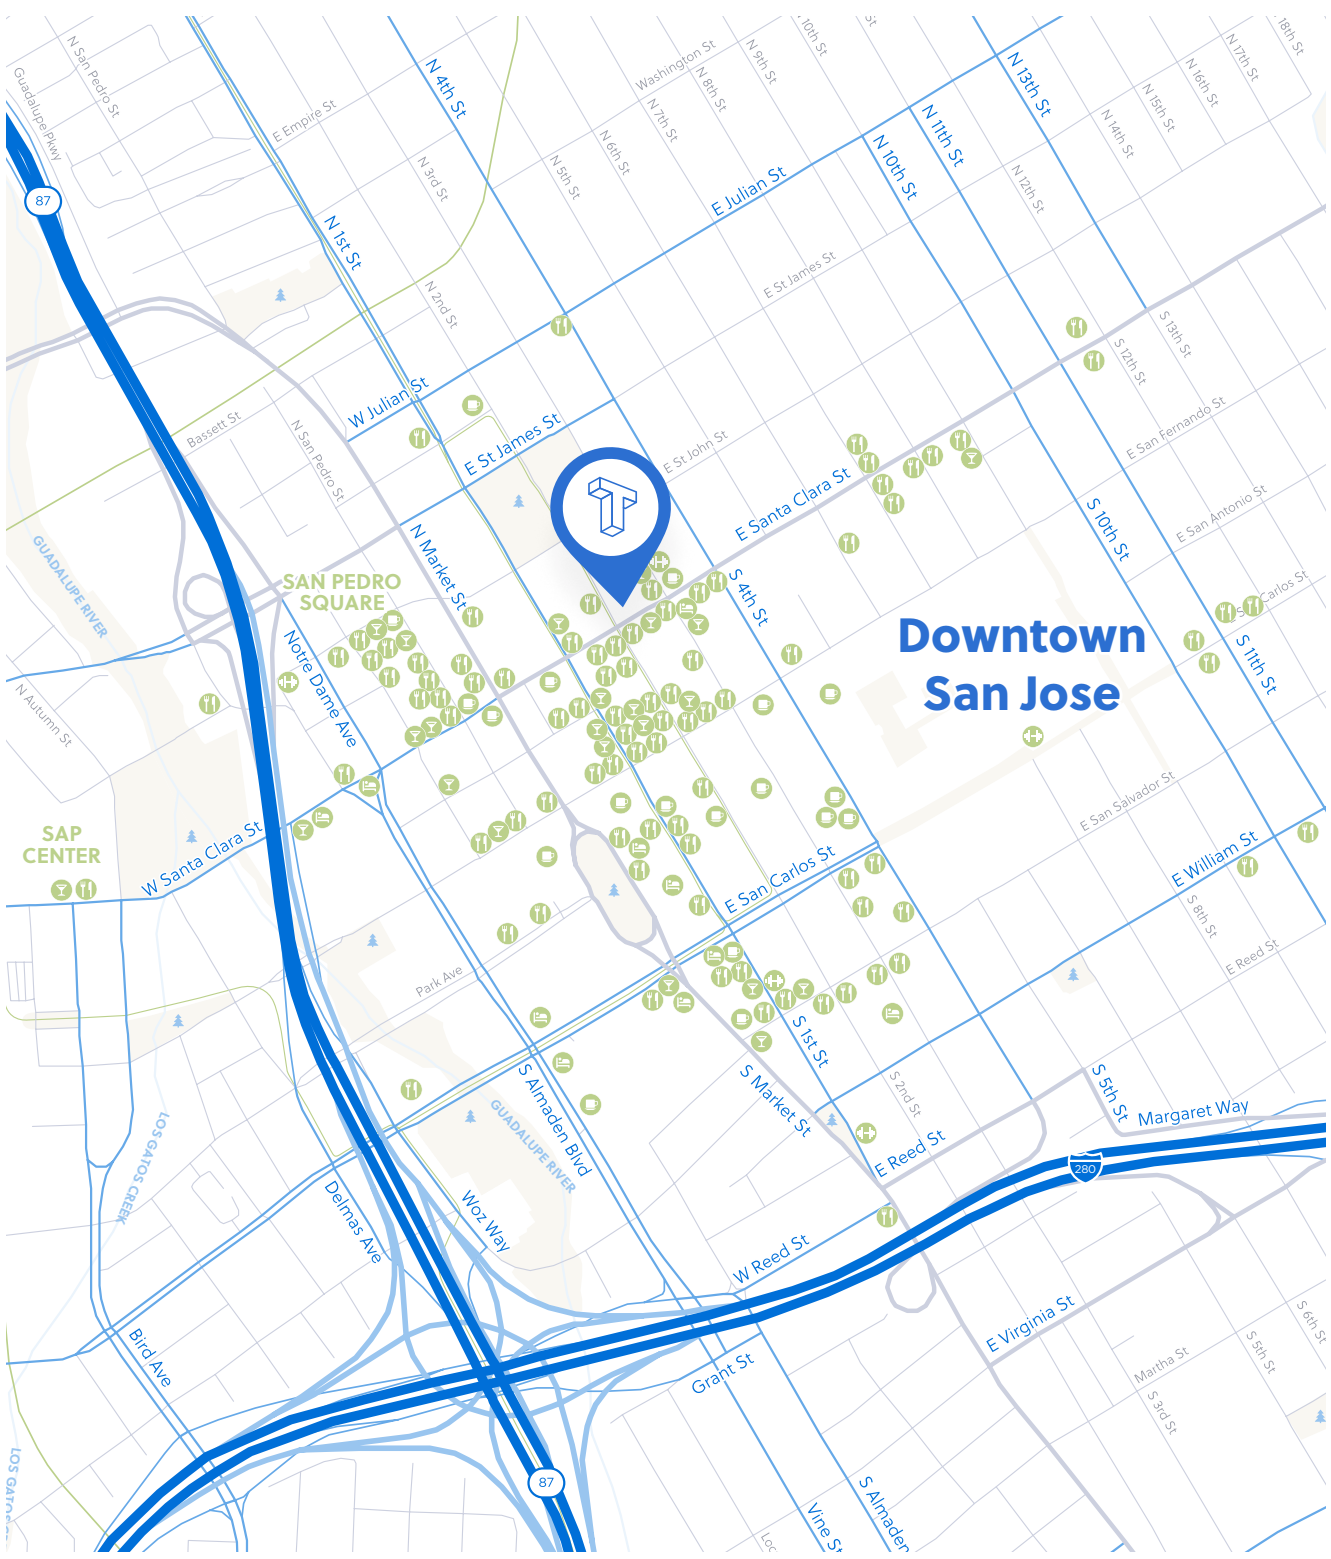 N San Pedro St
Guadalupe Pkwy
87
E Empire St
N 4th St
Washington St
N 9th St
10th St
N 8th St
N 7th St
N 6th St
N 5th St
N 3rd St
N 13th St
N 11th St
N 10th St
N 14th St
N 15th St
N 16th St
N 17th St
18th St
N 12th St
E Julian St
N 1st St
E St James St
N 2nd St
S 13th St
S 12th St
W Julian St
Bassett St
N San Pedro St
E St James St
E St John St
E San Fernando St
E Santa Clara St
N Market St
S 10th St
E San Antonio St
GUADALUPE RIVER
SAN PEDRO
SQUARE
S 4th St
Carlos St
Downtown
San Jose
Notre Dame Ave
S 11th St
N Autumn St
E San Salvador St
SAP
CENTER
W Santa Clara St
E San Carlos St
E William St
S 8th St
E Reed St
Park Ave
S 1st St
S Almaden Blvd
S Market St
S 2nd St
S 5th St
Margaret Way
GUADALUPE RIVER
LOS GATOS CREEK
E Reed St
280
Delmas Ave
Woz Way
W Reed St
E Virginia St
Bird Ave
Grant St
Martha St
S 6th St
S 5th St
S 3rd St
LOS GATOS
87
Vine St
S Almaden
Loc